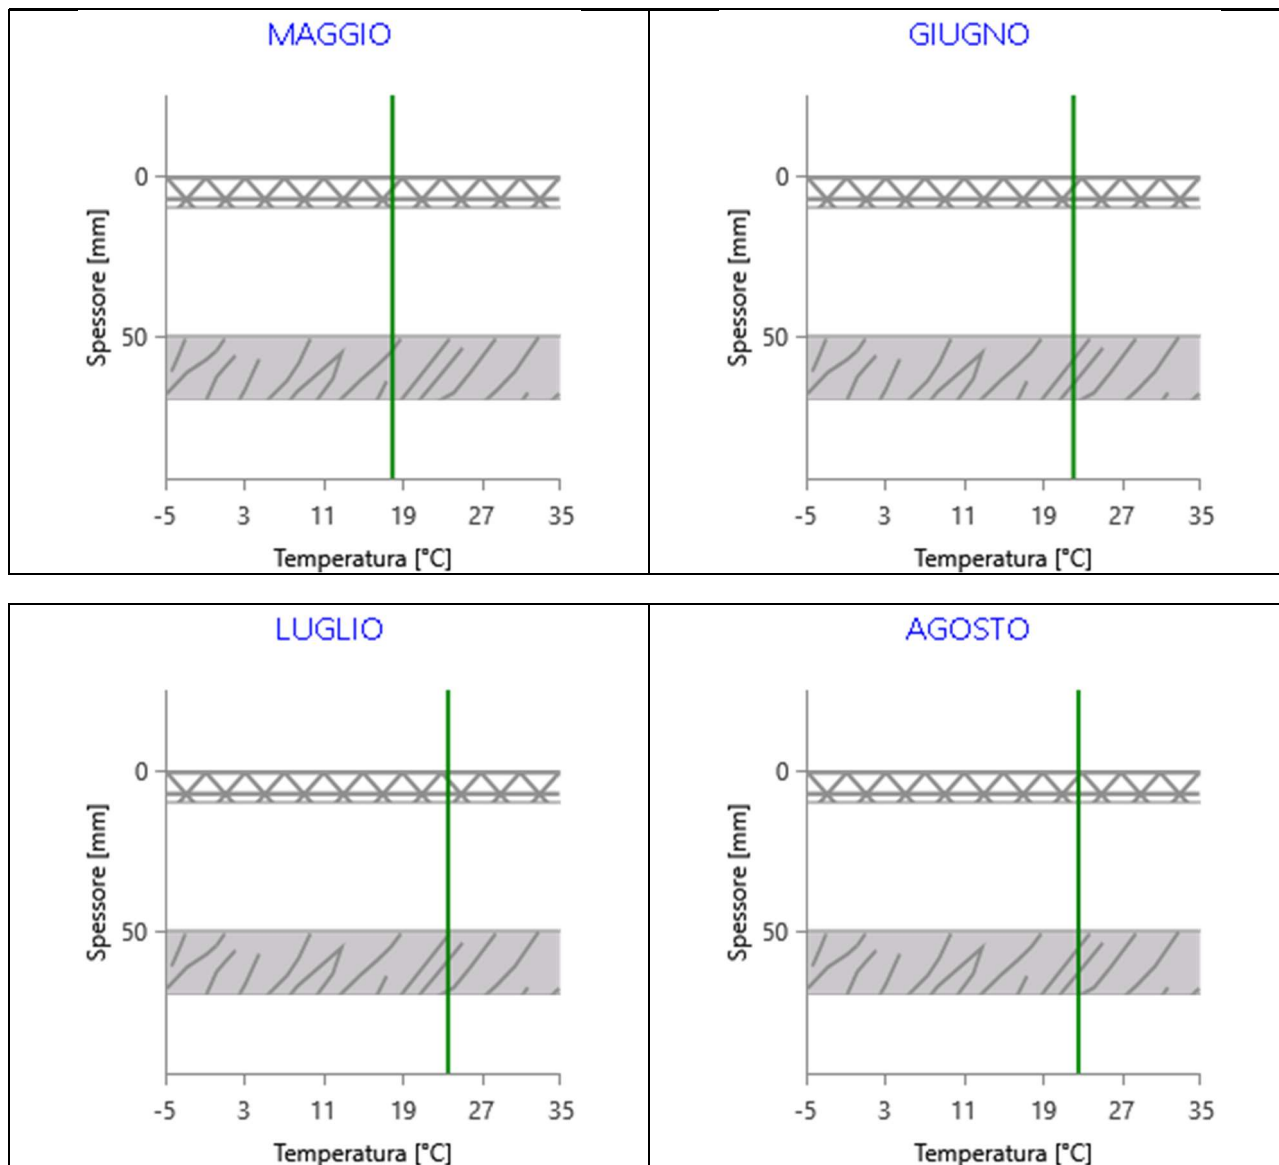 MAGGIO
0
50
Spessore [mm]
-5 3 11 19 27 35
Temperatura [°C]
GIUGNO
0
50
Spessore [mm]
-5 3 11 19 27 35
Temperatura [°C]
LUGLIO
0
50
Spessore [mm]
-5 3 11 19 27 35
Temperatura [°C]
AGOSTO
0
50
Spessore [mm]
-5 3 11 19 27 35
Temperatura [°C]